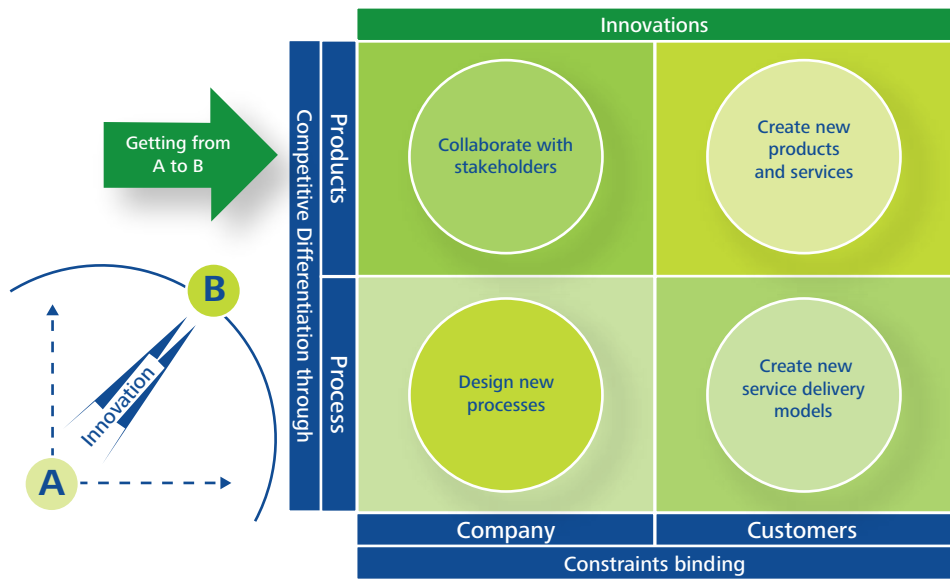 Innovations
Getting from
A to B
Competitive Differentiation through
Products
Collaborate with
stakeholders
Create new
products
and services
B
Innovation
A
Process
Design new
processes
Create new
service delivery
models
Company
Customers
Constraints binding